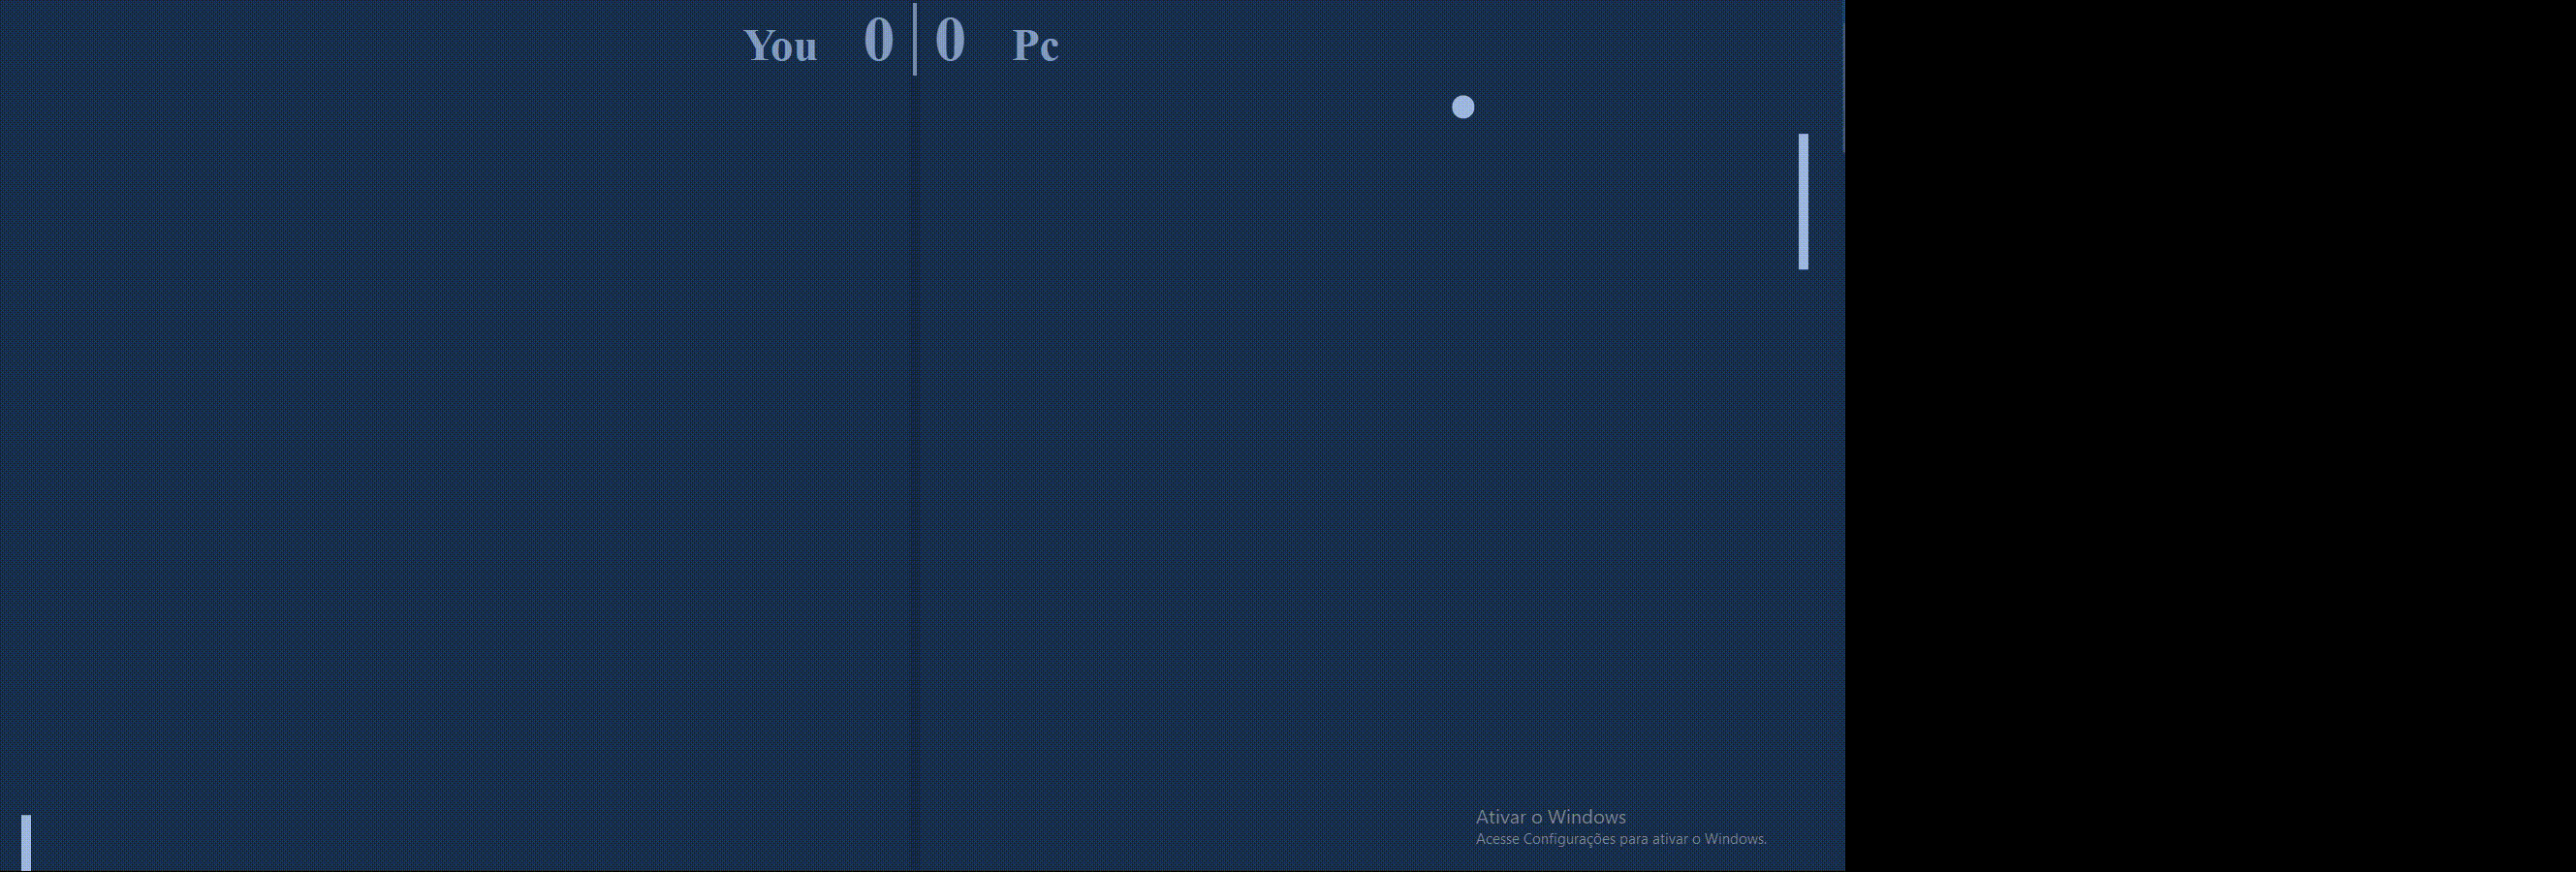 You 0 0 Pc
Ativar o Windows
Acesse Configurações para ativar o Windows.